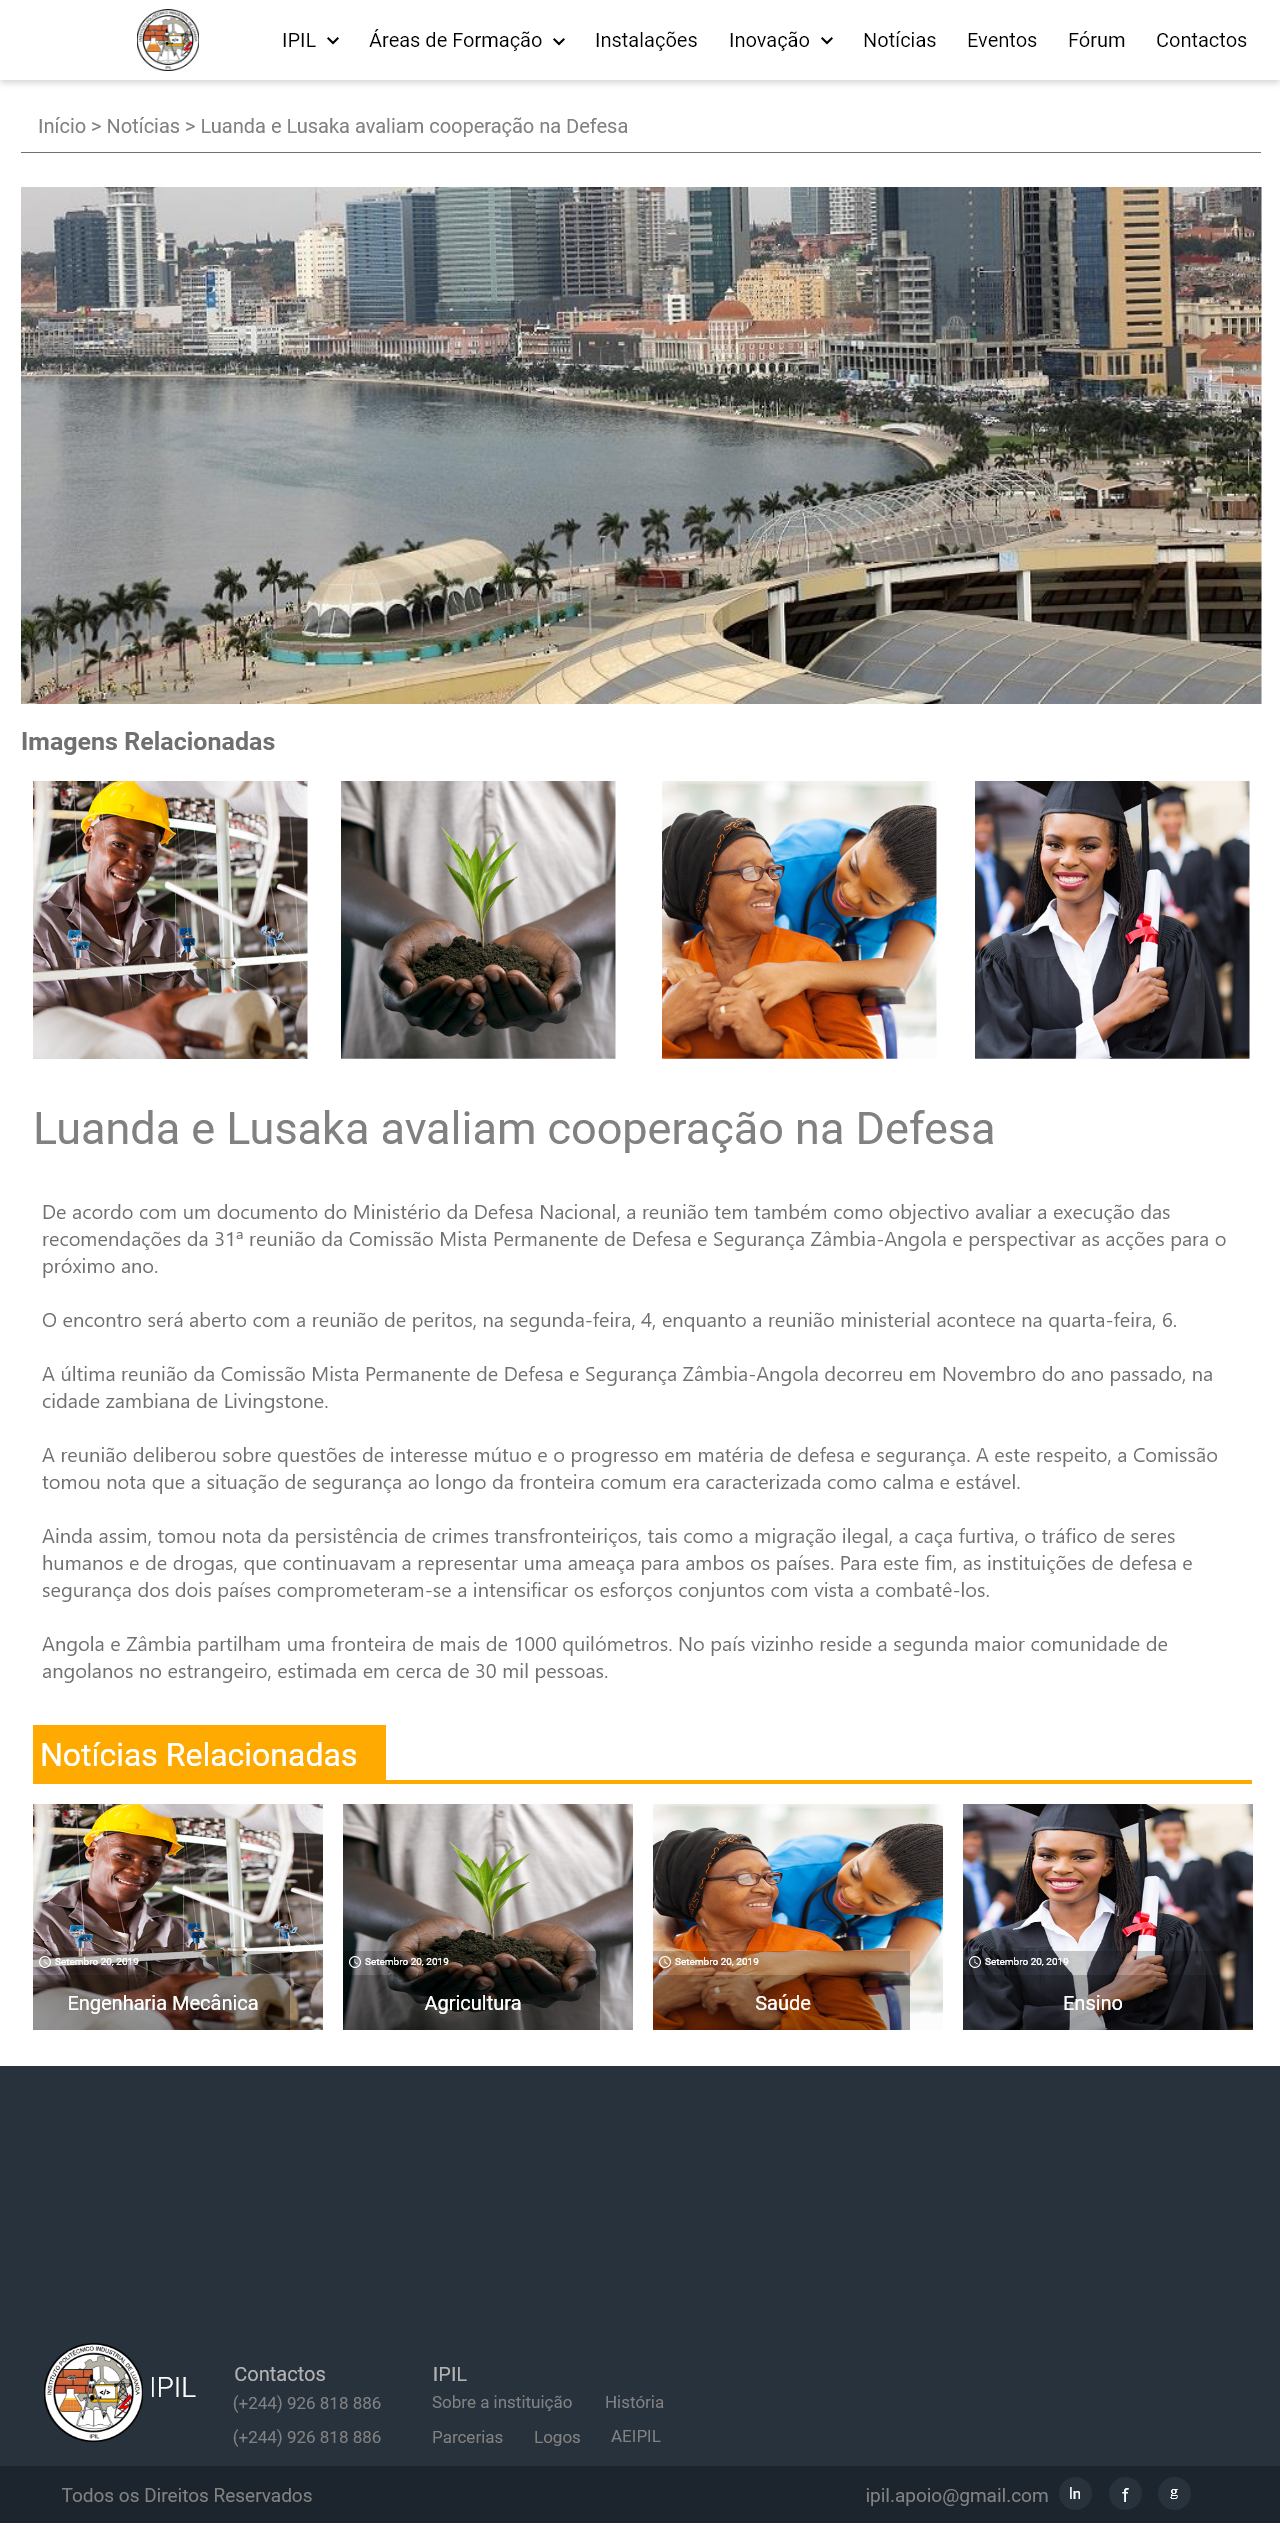 IPIL Áreas de Formação Instalações Inovação Notícias Eventos Fórum Contactos
Início > Notícias > Luanda e Lusaka avaliam cooperação na Defesa
Imagens Relacionadas
Luanda e Lusaka avaliam cooperação na Defesa
De acordo com um documento do Ministério da Defesa Nacional, a reunião tem também como objectivo avaliar a execução das
recomendações da 31ª reunião da Comissão Mista Permanente de Defesa e Segurança Zâmbia-Angola e perspectivar as acções para o
próximo ano.
O encontro será aberto com a reunião de peritos, na segunda-feira, 4, enquanto a reunião ministerial acontece na quarta-feira, 6.
A última reunião da Comissão Mista Permanente de Defesa e Segurança Zâmbia-Angola decorreu em Novembro do ano passado, na
cidade zambiana de Livingstone.
A reunião deliberou sobre questões de interesse mútuo e o progresso em matéria de defesa e segurança. A este respeito, a Comissão
tomou nota que a situação de segurança ao longo da fronteira comum era caracterizada como calma e estável.
Ainda assim, tomou nota da persistência de crimes transfronteiriços, tais como a migração ilegal, a caça furtiva, o tráfico de seres
humanos e de drogas, que continuavam a representar uma ameaça para ambos os países. Para este fim, as instituições de defesa e
segurança dos dois países comprometeram-se a intensificar os esforços conjuntos com vista a combatê-los.
Angola e Zâmbia partilham uma fronteira de mais de 1000 quilómetros. No país vizinho reside a segunda maior comunidade de
angolanos no estrangeiro, estimada em cerca de 30 mil pessoas.
Notícias Relacionadas
Setembro 20, 2019
Engenharia Mecânica
Setembro 20, 2019
Agricultura
Setembro 20, 2019
Saúde
Setembro 20, 2019
Ensino
INSTITUTO POLITÉCNICO INDUSTRIAL DE LUANDA
IPIL
IPIL
Contactos
(+244) 926 818 886
(+244) 926 818 886
IPIL
Sobre a instituição História
Parcerias Logos AEIPIL
Todos os Direitos Reservados
ipil.apoio@gmail.com In f g